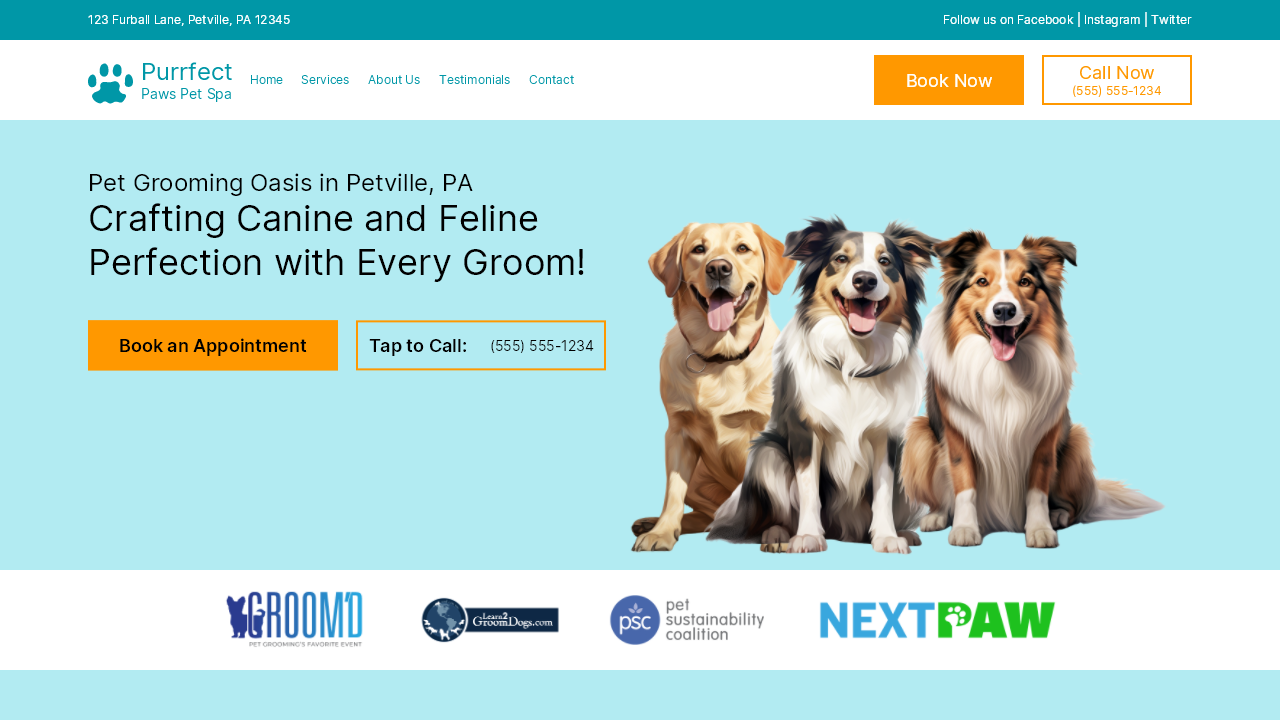 123 Furball Lane, Petville, PA 12345
Follow us on Facebook | Instagram | Twitter
Purrfect
Paws Pet Spa
Home
Services
About Us
Testimonials
Contact
Book Now
Call Now
(555) 555-1234
Pet Grooming Oasis in Petville, PA
Crafting Canine and Feline
Perfection with Every Groom!
Book an Appointment
Tap to Call:
(555) 555-1234
GROOM'D
PET GROOMING'S FAVORITE EVENT
Learn2
GroomDogs.com
psc
pet
sustainability
coalition
NEXTPAW